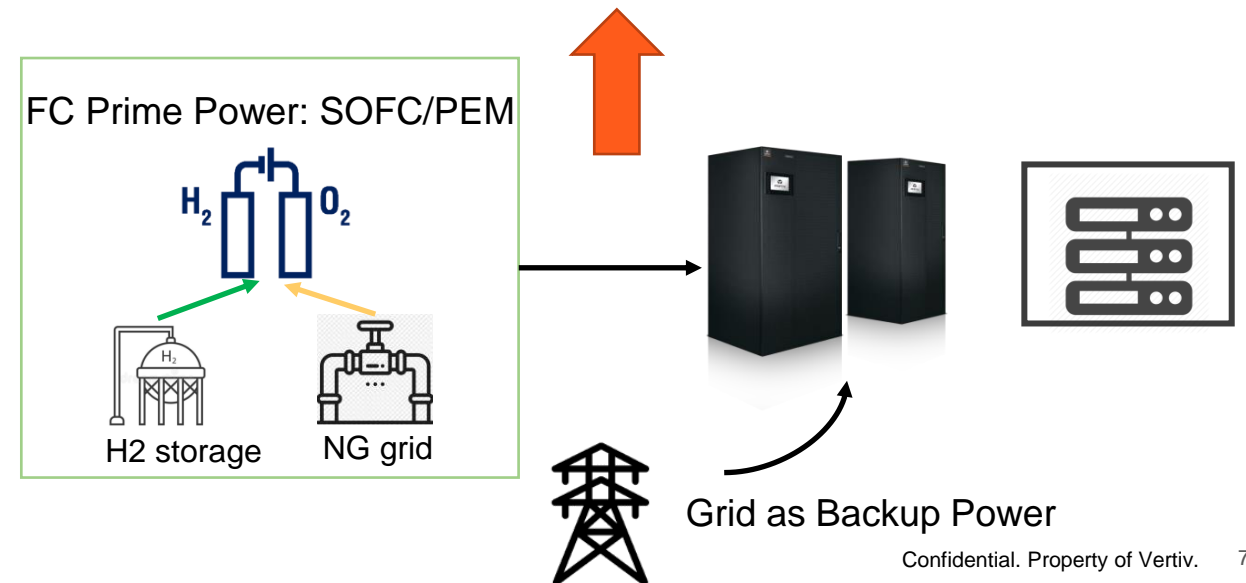 FC Prime Power: SOFC/PEM
H₂ O₂
H₂
H2 storage
NG grid
Grid as Backup Power
Confidential. Property of Vertiv. 7